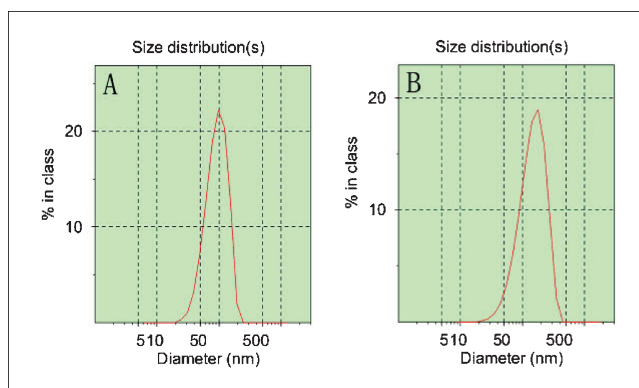 Size distribution(s)
A
% in class
20
10
510 50 500
Diameter (nm)
Size distribution(s)
B
% in class
20
10
510 50 500
Diameter (nm)